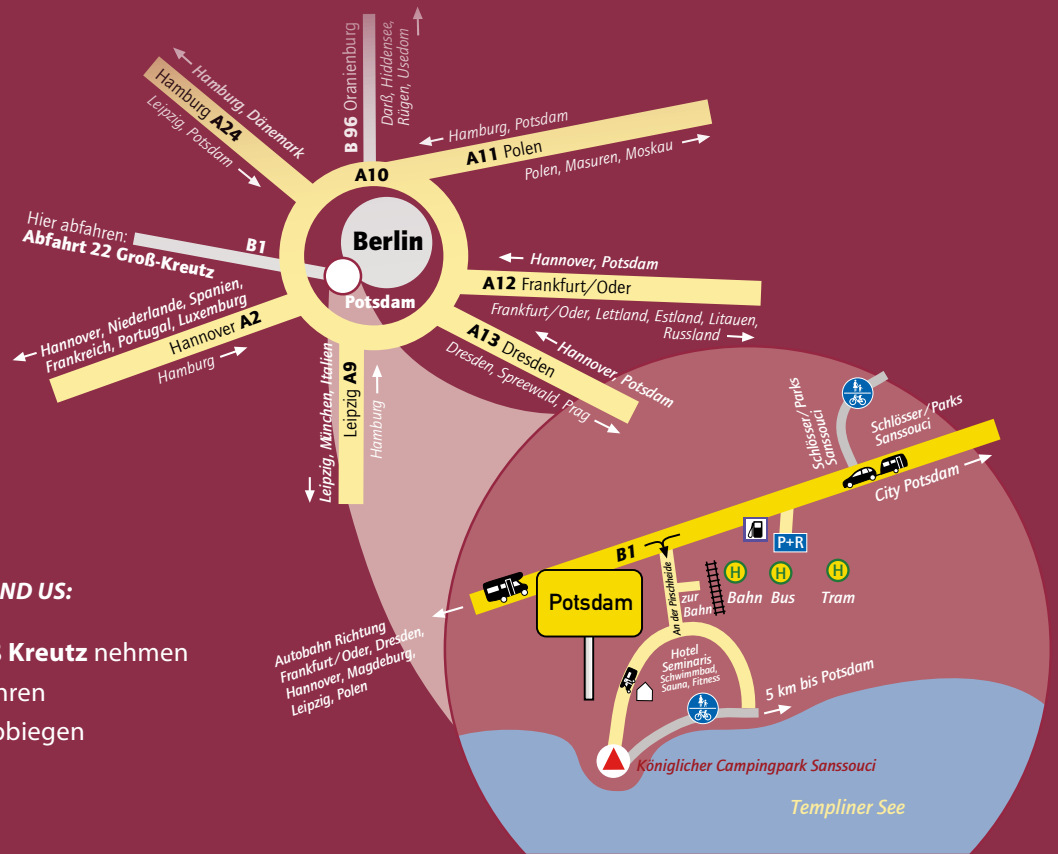 B 96 Oranienburg
Darß, Hiddensee,
Rügen, Usedom
Hamburg, Dänemark
Hamburg A24
Leipzig, Potsdam
Hamburg, Potsdam
A11 Polen
Polen, Masuren, Moskau
A10
Berlin
Potsdam
Hier abfahren:
Abfahrt 22 Groß-Kreutz
B1
Hannover, Potsdam
A12 Frankfurt/Oder
Frankfurt/Oder, Lettland, Estland, Litauen,
Russland
Hannover, Niederlande, Spanien,
Frankreich, Portugal, Luxemburg
Hannover A2
Hamburg
Hannover, Potsdam
A13 Dresden
Dresden, Spreewald, Prag
Leipzig, München, Italien
Leipzig A9
Hamburg
Schlösser/Parks
Sanssouci
Schlösser/Parks
Sanssouci
City Potsdam
B1
P+R
An der Pirschheide
zur
Bahn
H
H
H
Bahn
Bus
Tram
Potsdam
Autobahn Richtung
Frankfurt/Oder, Dresden,
Hannover, Magdeburg,
Leipzig, Polen
Hotel
Seminaris
Schwimmbad,
Sauna, Fitness
5 km bis Potsdam
Königlicher Campingpark Sanssouci
Templiner See
ND US:
Kreutz nehmen
hren
biegen